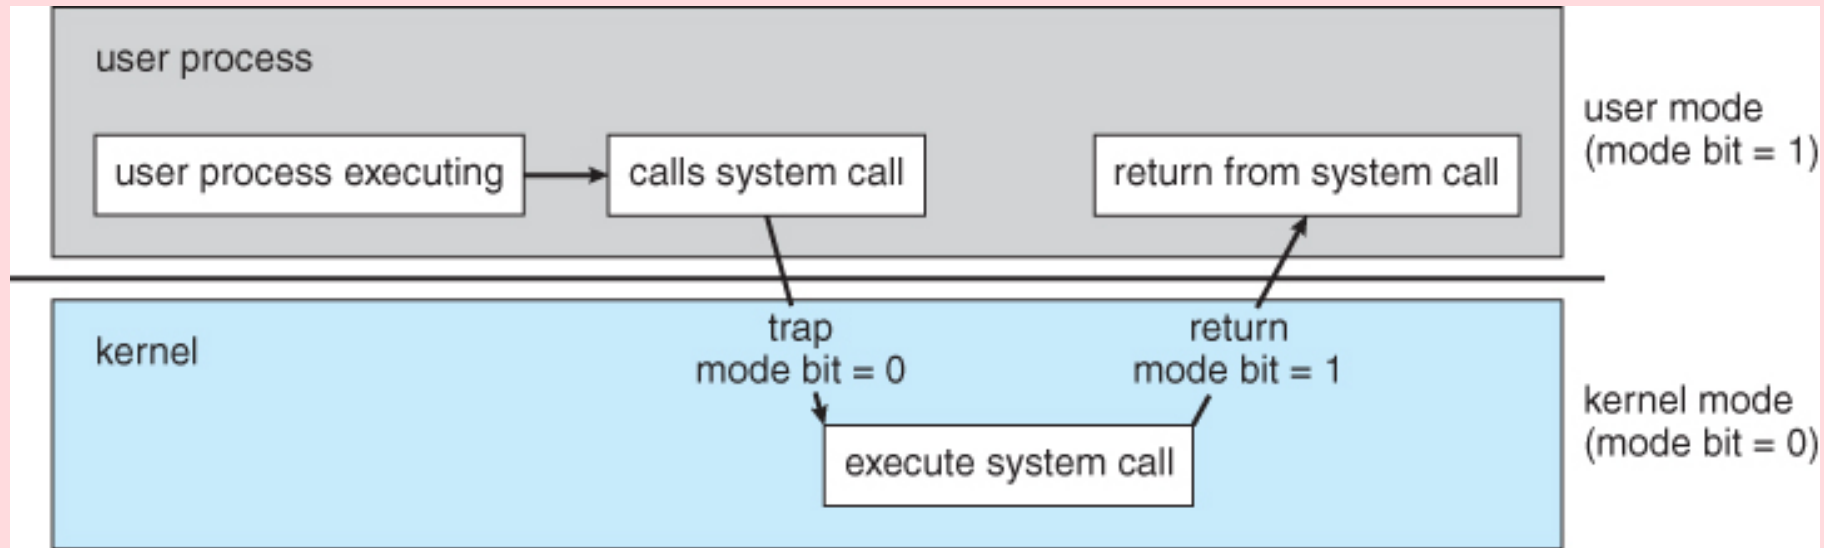 user process
user process executing
calls system call
return from system call
user mode
(mode bit = 1)
kernel
trap
mode bit = 0
return
mode bit = 1
execute system call
kernel mode
(mode bit = 0)